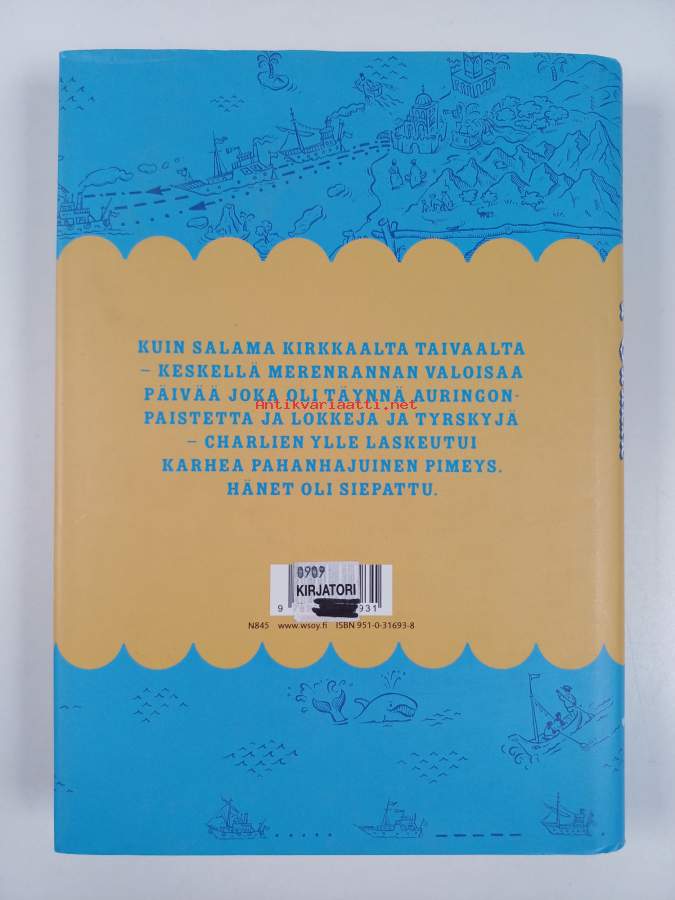 KUIN SALAMA KIRKKAALTA TAIVAALTA
– KESKELLÄ MERENRANNAN VALOISAA
PÄIVÄÄ JOKA OLI TÄYNNÄ AURINGON-
Antikvariaatti.net
PAISTETTA JA LOKKEJA JA TYRSKYJÄ
– CHARLIEN YLLE LASKEUTUI
KARHEA PAHANHAJUINEN PIMEYS.
HÄNET OLI SIEPATTU.
0909
KIRJATORI
N845 www.wsoy.fi ISBN 951-0-31693-8